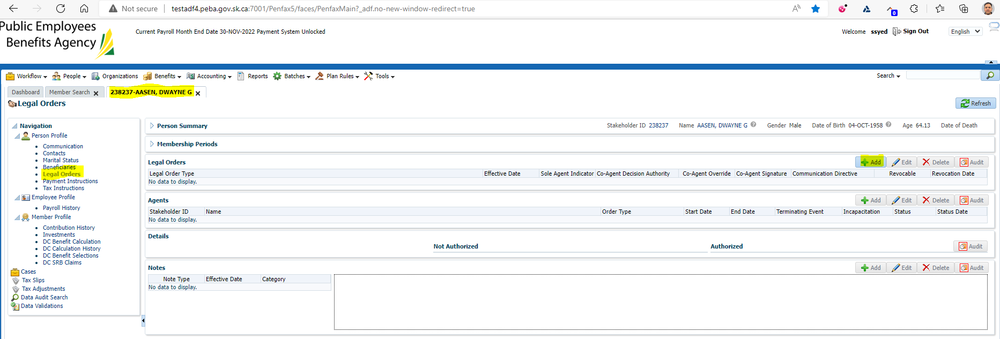 Not secure testadf4.peba.gov.sk.ca:7001/Penfax5/faces/PenfaxMain?_adf.no-new-window-redirect=true
0
Public Employees
Benefits Agency
Current Payroll Month End Date 30-NOV-2022 Payment System Unlocked
Welcome ssyed Sign Out English
Workflow People Organizations Benefits Accounting Reports Batches Plan Rules Tools Search
Dashboard Member Search 238237-AASEN, DWAYNE G
Legal Orders Refresh
Navigation
Person Profile
Communication
Contacts
Marital Status
Beneficiaries
Legal Orders
Payment Instructions
Tax Instructions
Employee Profile
Payroll History
Member Profile
Contribution History
Investments
DC Benefit Calculation
DC Calculation History
DC Benefit Selections
DC SRB Claims
Cases
Tax Slips
Tax Adjustments
Data Audit Search
Data Validations
Person Summary Stakeholder ID 238237 Name AASEN, DWAYNE G Gender Male Date of Birth 04-OCT-1958 Age 64.13 Date of Death
Membership Periods
Legal Orders Add Edit Delete Audit
Legal Order Type Effective Date Sole Agent Indicator Co-Agent Decision Authority Co-Agent Override Co-Agent Signature Communication Directive Revocable Revocation Date
No data to display.
Agents Add Edit Delete Audit
Stakeholder ID Name Order Type Start Date End Date Terminating Event Incapacitation Status Status Date
No data to display.
Details
Not Authorized Authorized Audit
Notes Add Edit Delete Audit
Note Type Effective Date Category
No data to display.